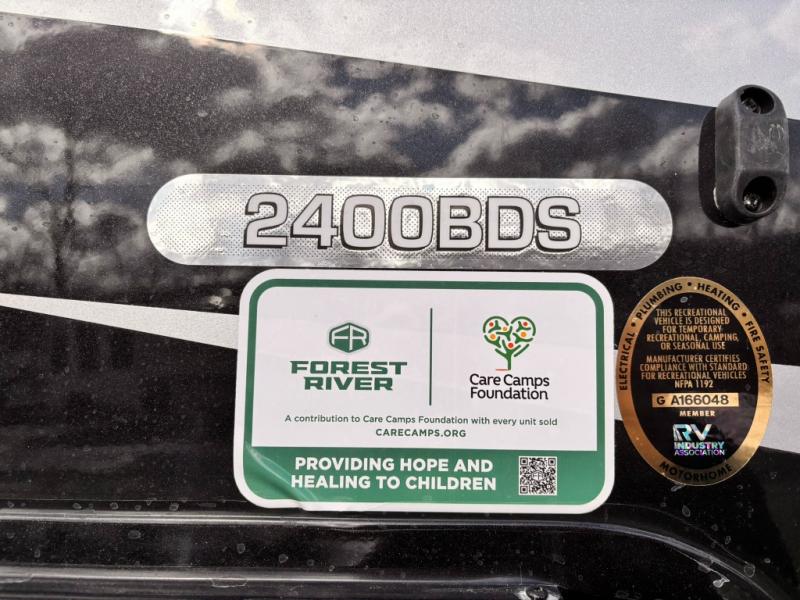 2400BDS
FR
FOREST
RIVER
Care Camps
Foundation
A contribution to Care Camps Foundation with every unit sold
CARECAMPS.ORG
PROVIDING HOPE AND
HEALING TO CHILDREN
ELECTRICAL • PLUMBING • HEATING • FIRE SAFETY
THIS RECREATIONAL
VEHICLE IS DESIGNED
FOR TEMPORARY
RECREATIONAL, CAMPING,
OR SEASONAL USE
MANUFACTURER CERTIFIES
COMPLIANCE WITH STANDARD
FOR RECREATIONAL VEHICLES
NFPA 1192
G A166048
MEMBER
RV
INDUSTRY
ASSOCIATION
MOTORHOME